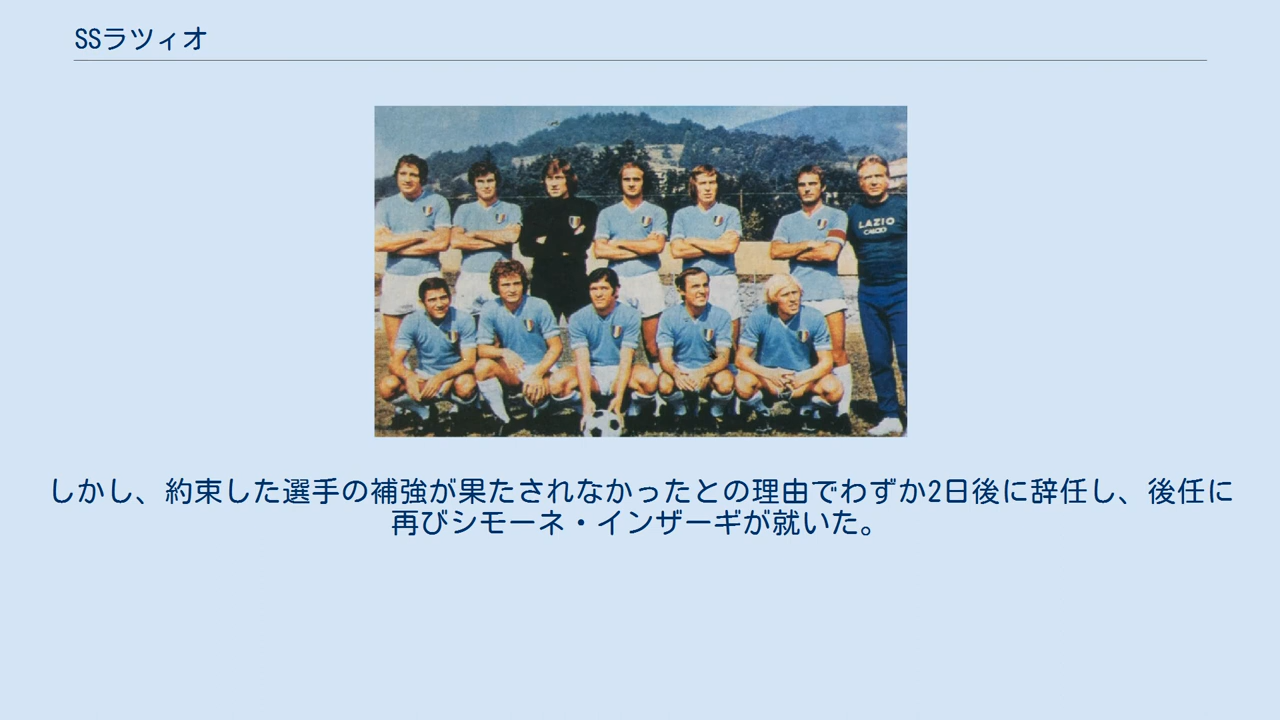 SSラツィオ
LAZIO
CALCIO
しかし、約束した選手の補強が果たされなかったとの理由でわずか2日後に辞任し、後任に
再びシモーネ・インザーギが就いた。